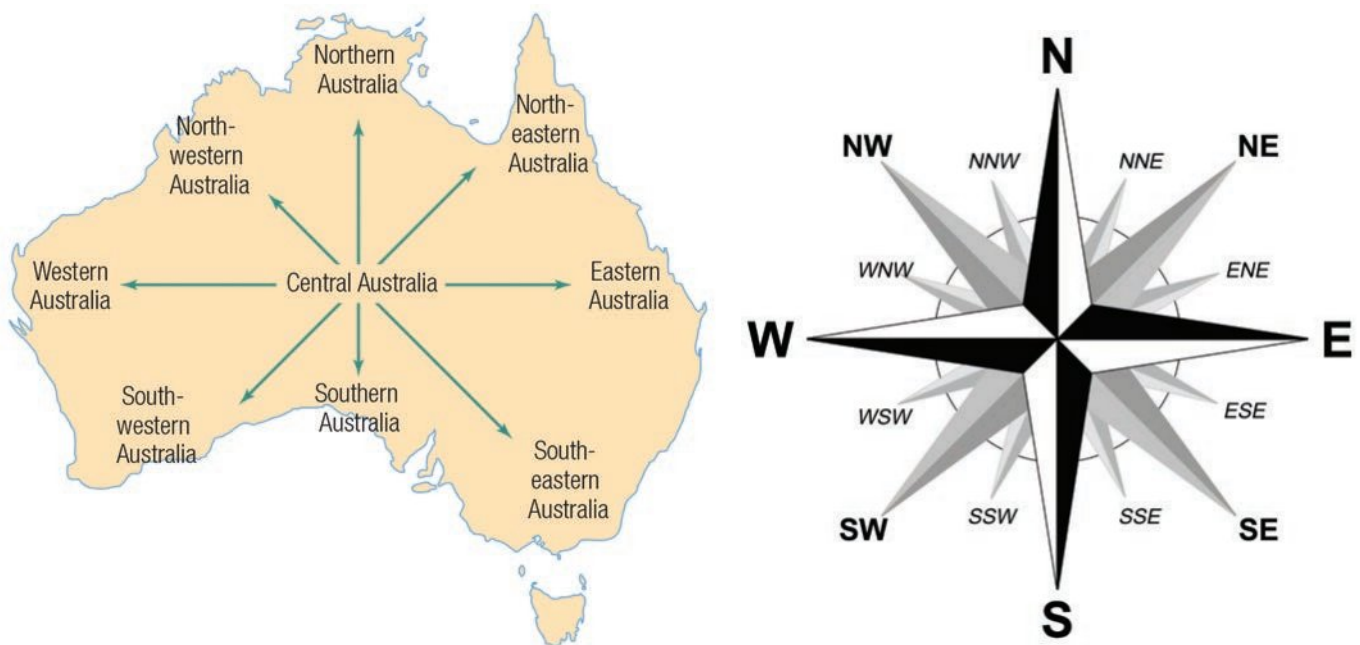 Northern
Australia
North-
eastern
Australia
North-
western
Australia
Western
Australia
Central Australia
Eastern
Australia
South-
western
Australia
Southern
Australia
South-
eastern
Australia
N
NW
NNW
NNE
NE
WNW
ENE
W
E
WSW
ESE
SW
SSW
SSE
SE
S